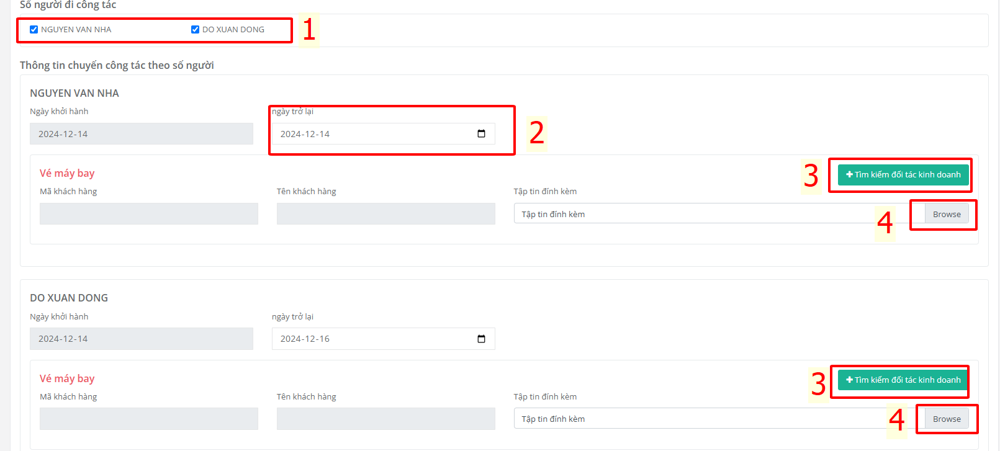 Số người đi công tác
NGUYEN VAN NHA DO XUAN DONG 1
Thông tin chuyến công tác theo số người
NGUYEN VAN NHA
Ngày khởi hành ngày trở lại
2024-12-14 2024-12-14 2
Vé máy bay 3 Tìm kiếm đối tác kinh doanh
Mã khách hàng Tên khách hàng Tập tin đính kèm
Tập tin đính kèm 4 Browse
DO XUAN DONG
Ngày khởi hành ngày trở lại
2024-12-14 2024-12-16
Vé máy bay 3 Tìm kiếm đối tác kinh doanh
Mã khách hàng Tên khách hàng Tập tin đính kèm
Tập tin đính kèm 4 Browse